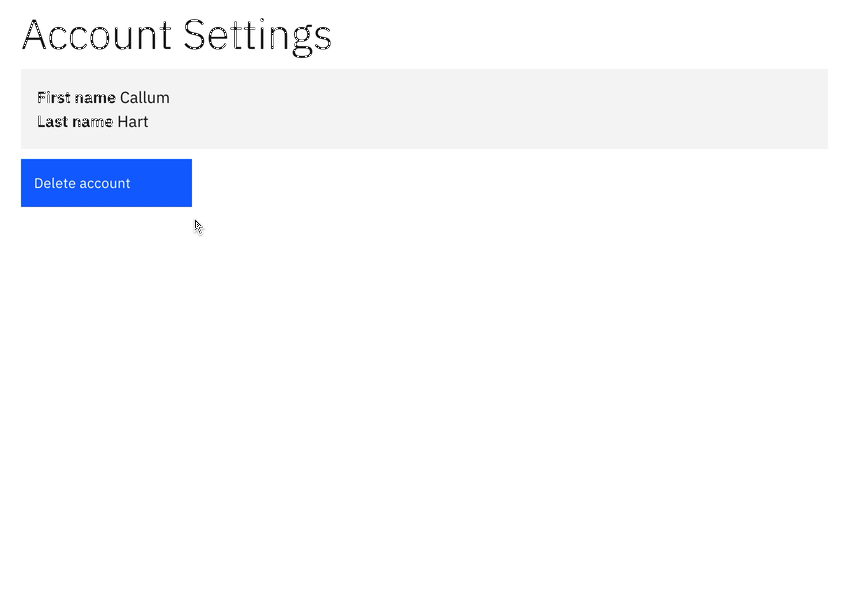 Account Settings
First name Callum
Last name Hart
Delete account